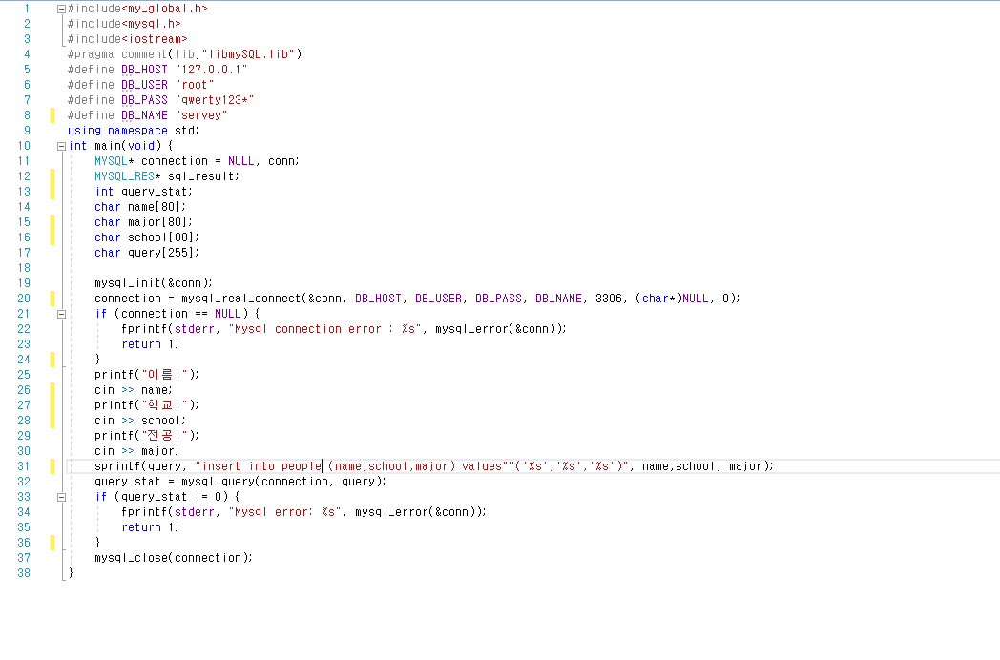 1 #include<my_global.h>
2 #include<mysql.h>
3 #include<iostream>
4 #pragma comment(lib,"libmySQL.lib")
5 #define DB_HOST "127.0.0.1"
6 #define DB_USER "root"
7 #define DB_PASS "qwerty123*"
8 #define DB_NAME "servey"
9 using namespace std;
10 int main(void) {
11 MYSQL* connection = NULL, conn;
12 MYSQL_RES* sql_result;
13 int query_stat;
14 char name[80];
15 char major[80];
16 char school[80];
17 char query[255];
18
19 mysql_init(&conn);
20 connection = mysql_real_connect(&conn, DB_HOST, DB_USER, DB_PASS, DB_NAME, 3306, (char*)NULL, 0);
21 if (connection == NULL) {
22 fprintf(stderr, "Mysql connection error : %s", mysql_error(&conn));
23 return 1;
24 }
25 printf("이름:");
26 cin >> name;
27 printf("학교:");
28 cin >> school;
29 printf("전공:");
30 cin >> major;
31 sprintf(query, "insert into people (name,school,major) values""('%s','%s','%s')", name,school, major);
32 query_stat = mysql_query(connection, query);
33 if (query_stat != 0) {
34 fprintf(stderr, "Mysql error: %s", mysql_error(&conn));
35 return 1;
36 }
37 mysql_close(connection);
38 }